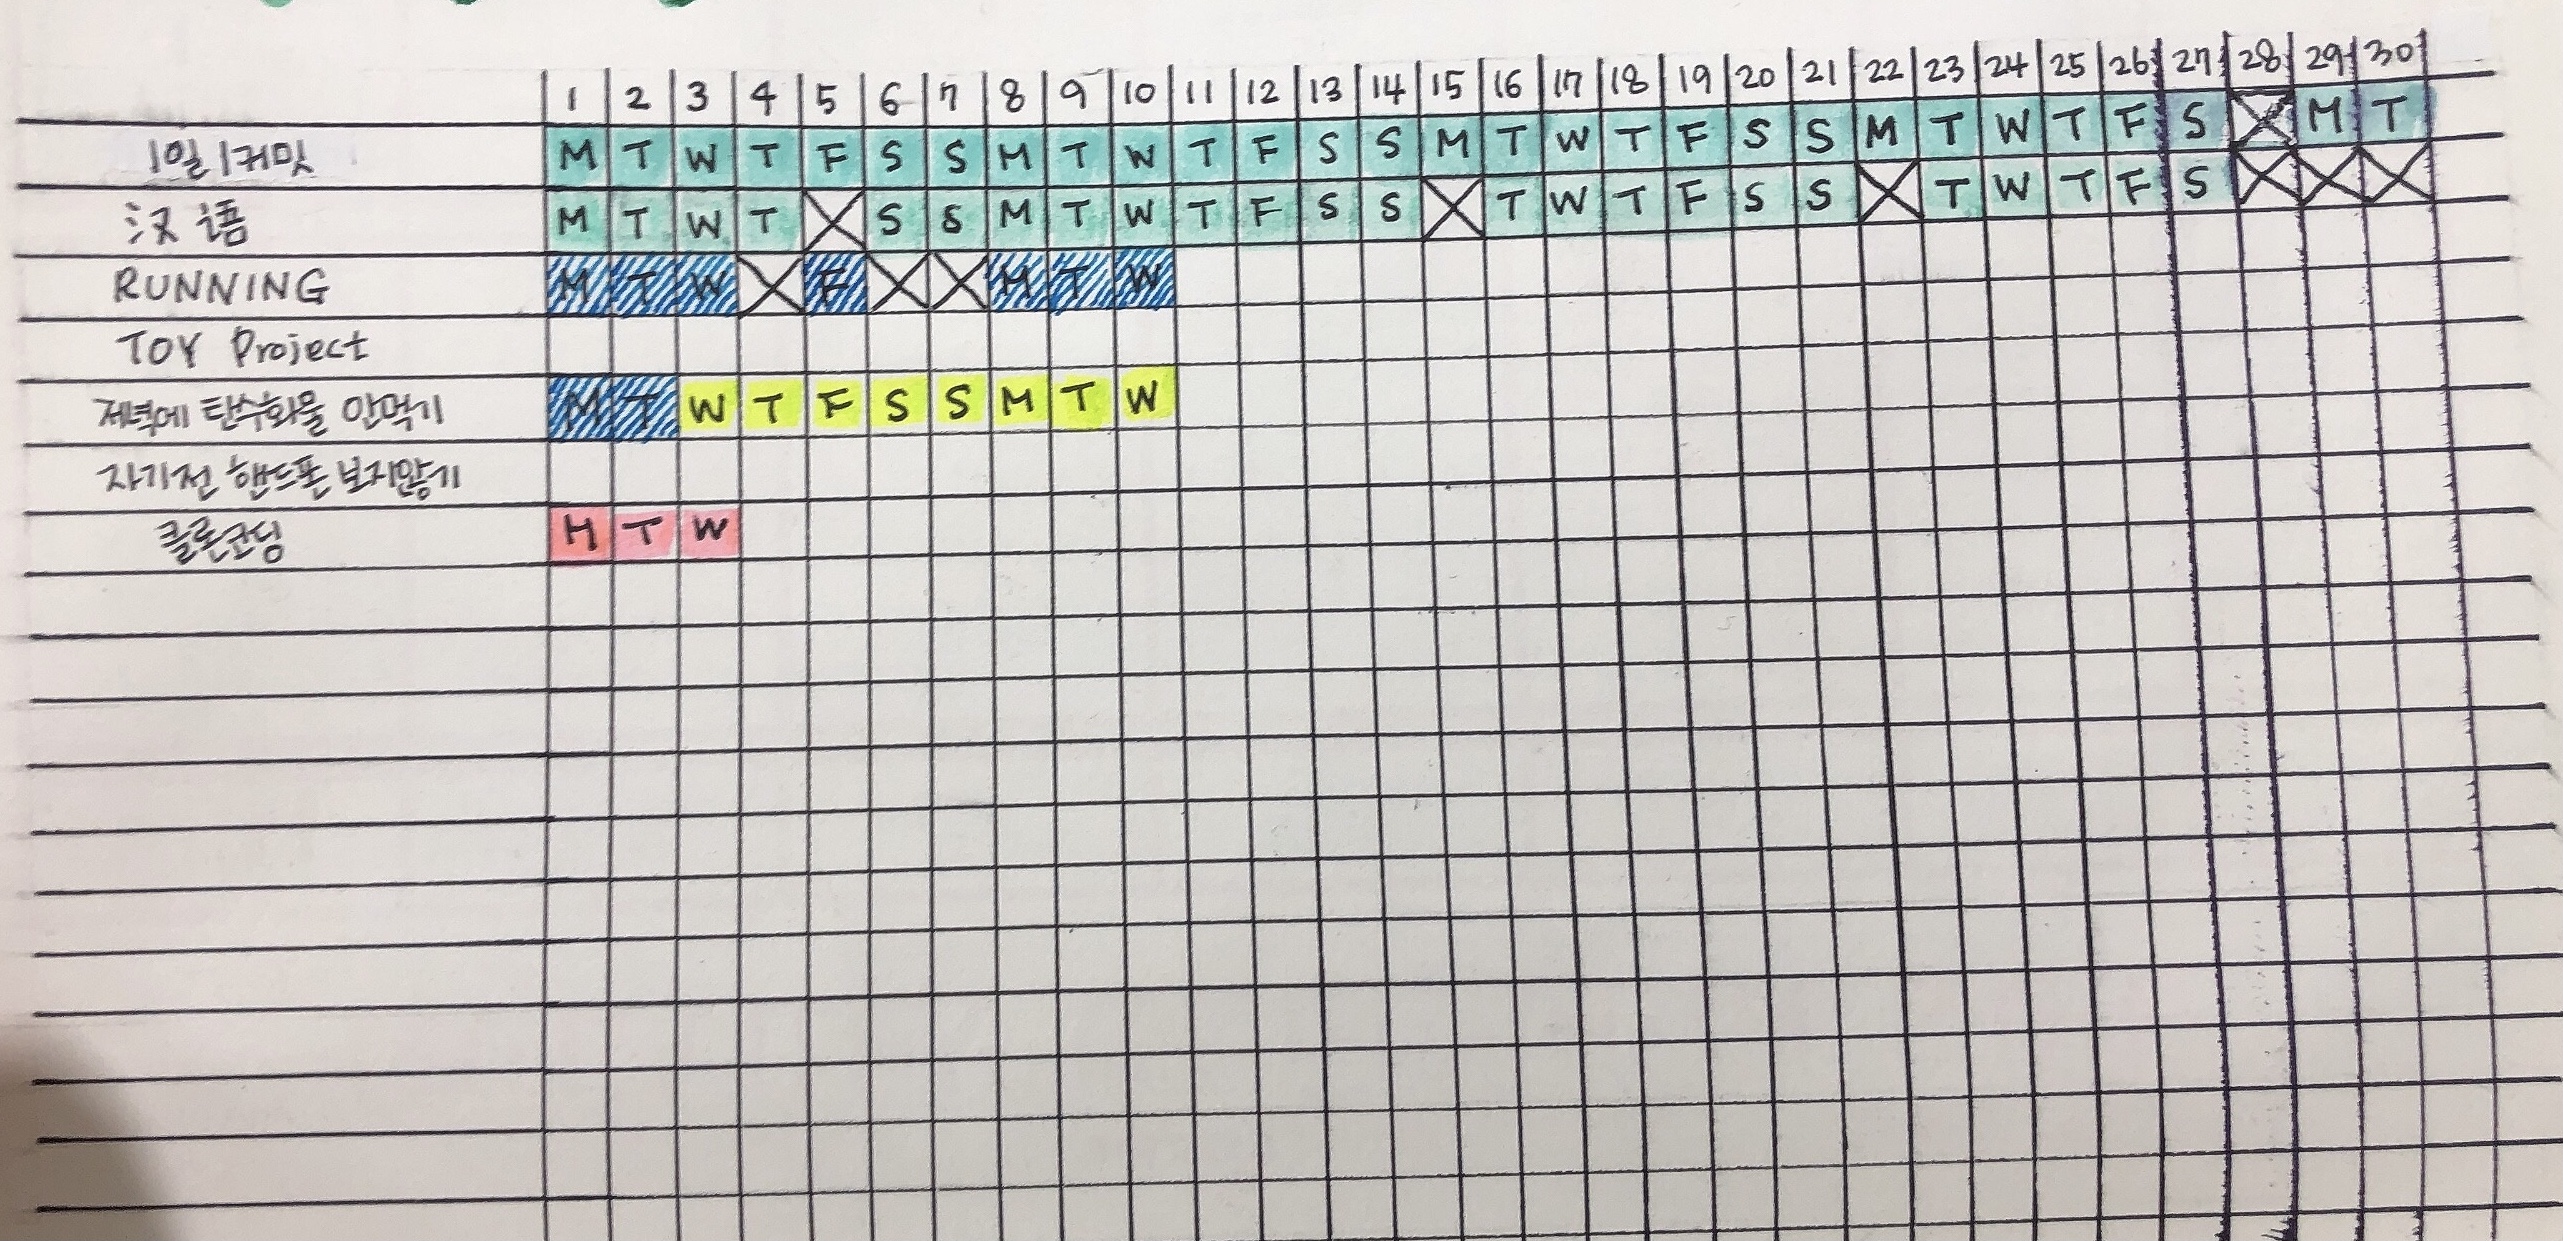 1 2 3 4 5 6 7 8 9 10 11 12 13 14 15 16 17 18 19 20 21 22 23 24 25 26 27 28 29 30
1일1커밋 M T W T F S S M T W T F S S M T W T F S S M T W T F S M T
汉语 M T W T S S M T W T F S S T W T F S S T W T F S
RUNNING M T W F M T W
TOY Project
저녁에 탄수화물 안먹기 M T W T F S S M T W
자기전 핸드폰 보지않기
클론코딩 M T W